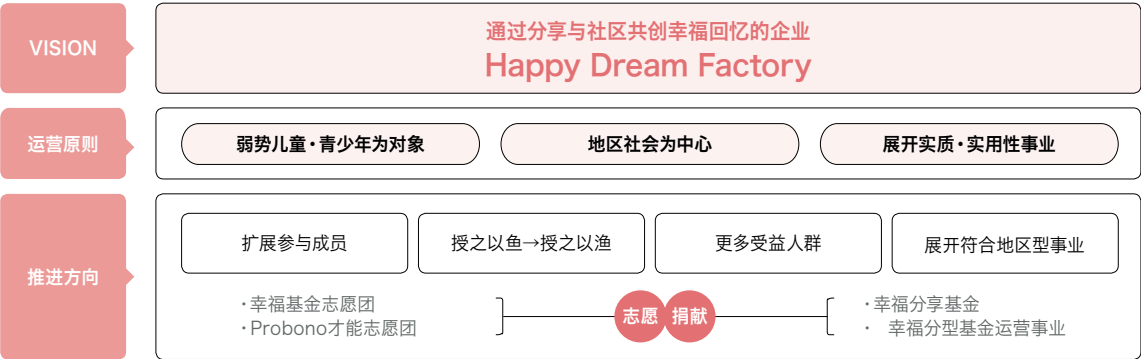 VISION
通过分享与社区共创幸福回忆的企业
Happy Dream Factory
运营原则
弱势儿童·青少年为对象
地区社会为中心
展开实质·实用性事业
推进方向
扩展参与成员
授之以鱼→授之以渔
更多受益人群
展开符合地区型事业
·幸福基金志愿团
·Probono才能志愿团
志愿
捐献
·幸福分享基金
· 幸福分型基金运营事业